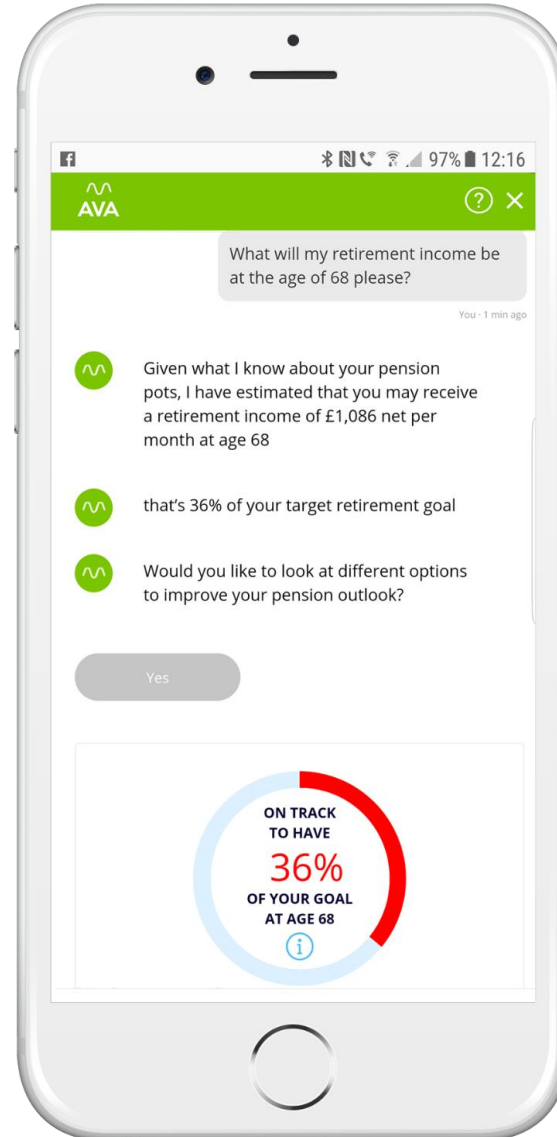 97% 12:16
AVA
?
What will my retirement income be
at the age of 68 please?
You · 1 min ago
Given what I know about your pension
pots, I have estimated that you may receive
a retirement income of £1,086 net per
month at age 68
that's 36% of your target retirement goal
Would you like to look at different options
to improve your pension outlook?
Yes
ON TRACK
TO HAVE
36%
OF YOUR GOAL
AT AGE 68
i